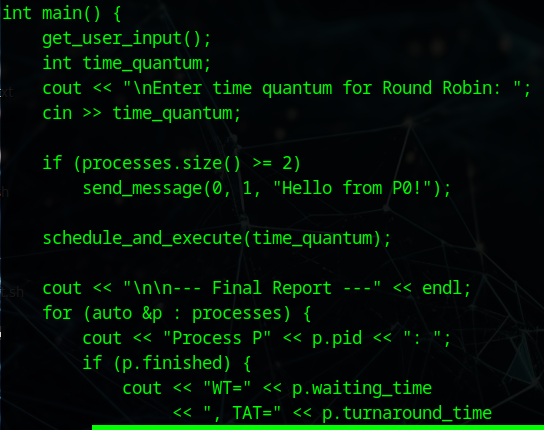 int main() {
    get_user_input();
    int time_quantum;
    cout << "\nEnter time quantum for Round Robin: ";
    cin >> time_quantum;

    if (processes.size() >= 2)
        send_message(0, 1, "Hello from P0!");

    schedule_and_execute(time_quantum);

    cout << "\n\n--- Final Report ---" << endl;
    for (auto &p : processes) {
        cout << "Process P" << p.pid << ": ";
        if (p.finished) {
            cout << "WT=" << p.waiting_time
                 << ", TAT=" << p.turnaround_time